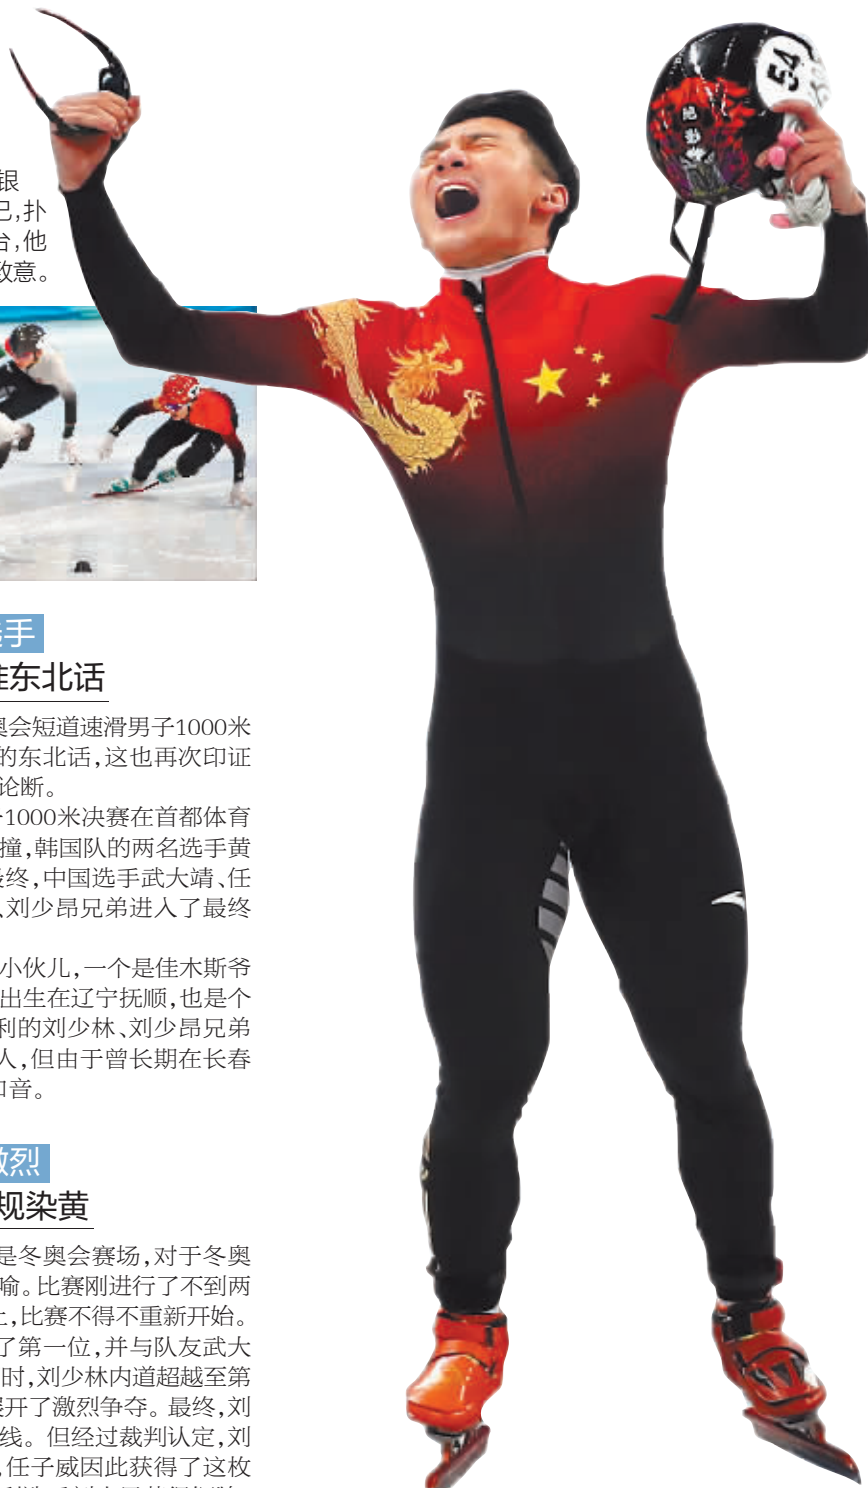 银
己,扑
台,他
致意。
54
选手
准东北话
奥会短道速滑男子1000米
的东北话,这也再次印证
论断。
子1000米决赛在首都体育
撞,韩国队的两名选手黄
最终,中国选手武大靖、任
、刘少昂兄弟进入了最终
小伙儿,一个是佳木斯爷
出生在辽宁抚顺,也是个
利的刘少林、刘少昂兄弟
人,但由于曾长期在长春
口音。
激烈
规染黄
是冬奥会赛场,对于冬奥
喻。比赛刚进行了不到两
上,比赛不得不重新开始。
了第一位,并与队友武大
时,刘少林内道超越至第
展开了激烈争夺。最终,刘
线。但经过裁判认定,刘
,任子威因此获得了这枚